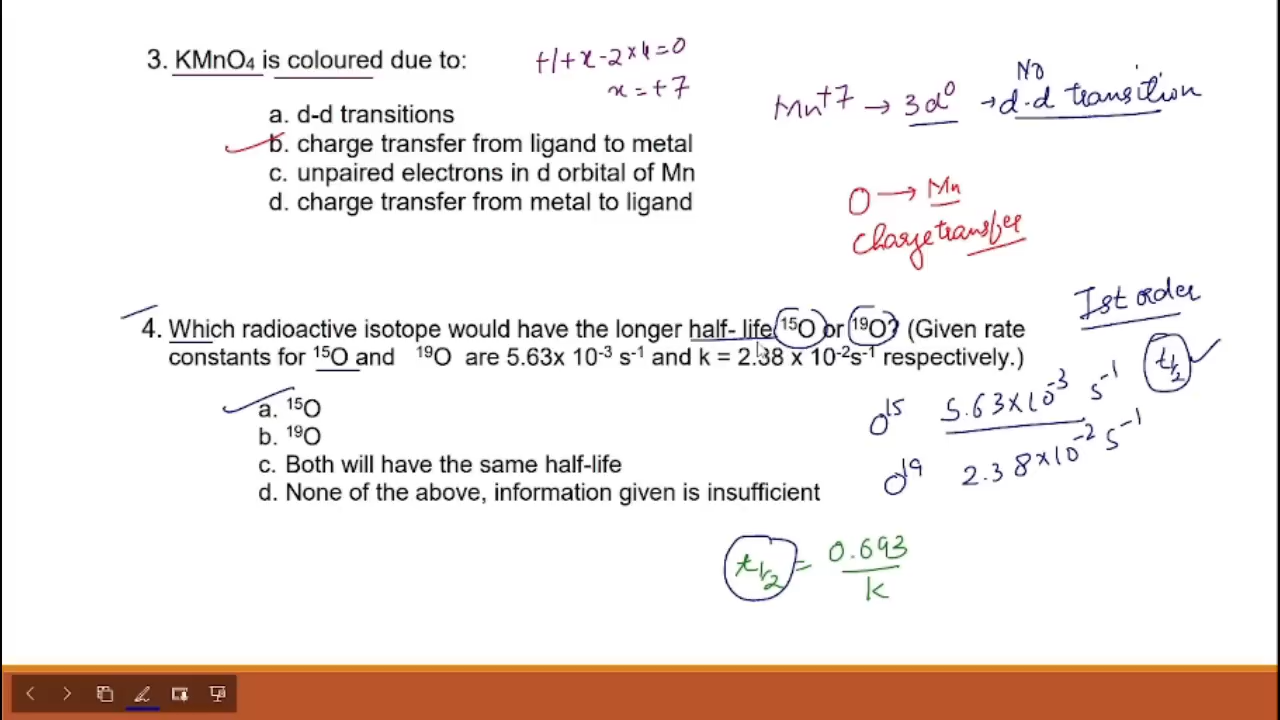 3. KMnO₄ is coloured due to:
+1+x-2×4=0
x=+7
a. d-d transitions
b. charge transfer from ligand to metal
c. unpaired electrons in d orbital of Mn
d. charge transfer from metal to ligand
No
Mn⁺⁷ → 3d⁰ → d-d transition
O → Mn
Charge transfer
4. Which radioactive isotope would have the longer half- life ¹⁵O or ¹⁹O? (Given rate
constants for ¹⁵O and ¹⁹O are 5.63x 10⁻³ s⁻¹ and k = 2.38 x 10⁻²s⁻¹ respectively.)
a. ¹⁵O
b. ¹⁹O
c. Both will have the same half-life
d. None of the above, information given is insufficient
Ist order
t½
O¹⁵ 5.63×10⁻³ s⁻¹
O¹⁹ 2.38×10⁻² s⁻¹
t½ = 0.693
k